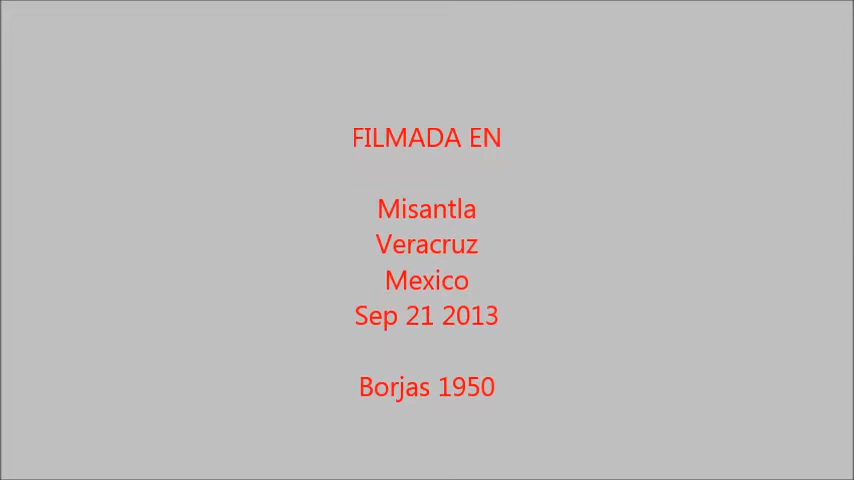 FILMADA EN
Misantla
Veracruz
Mexico
Sep 21 2013
Borjas 1950